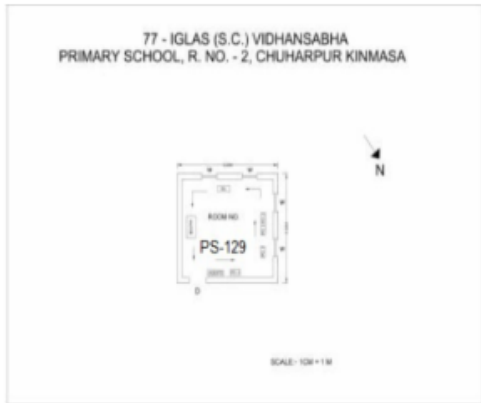 77 - IGLAS (S.C.) VIDHANSABHA
PRIMARY SCHOOL, R. NO. - 2, CHUHARPUR KINMASA
N
W W
W
ROOM NO.
PS-129
W
D
SCALE:- 1CM = 1 M